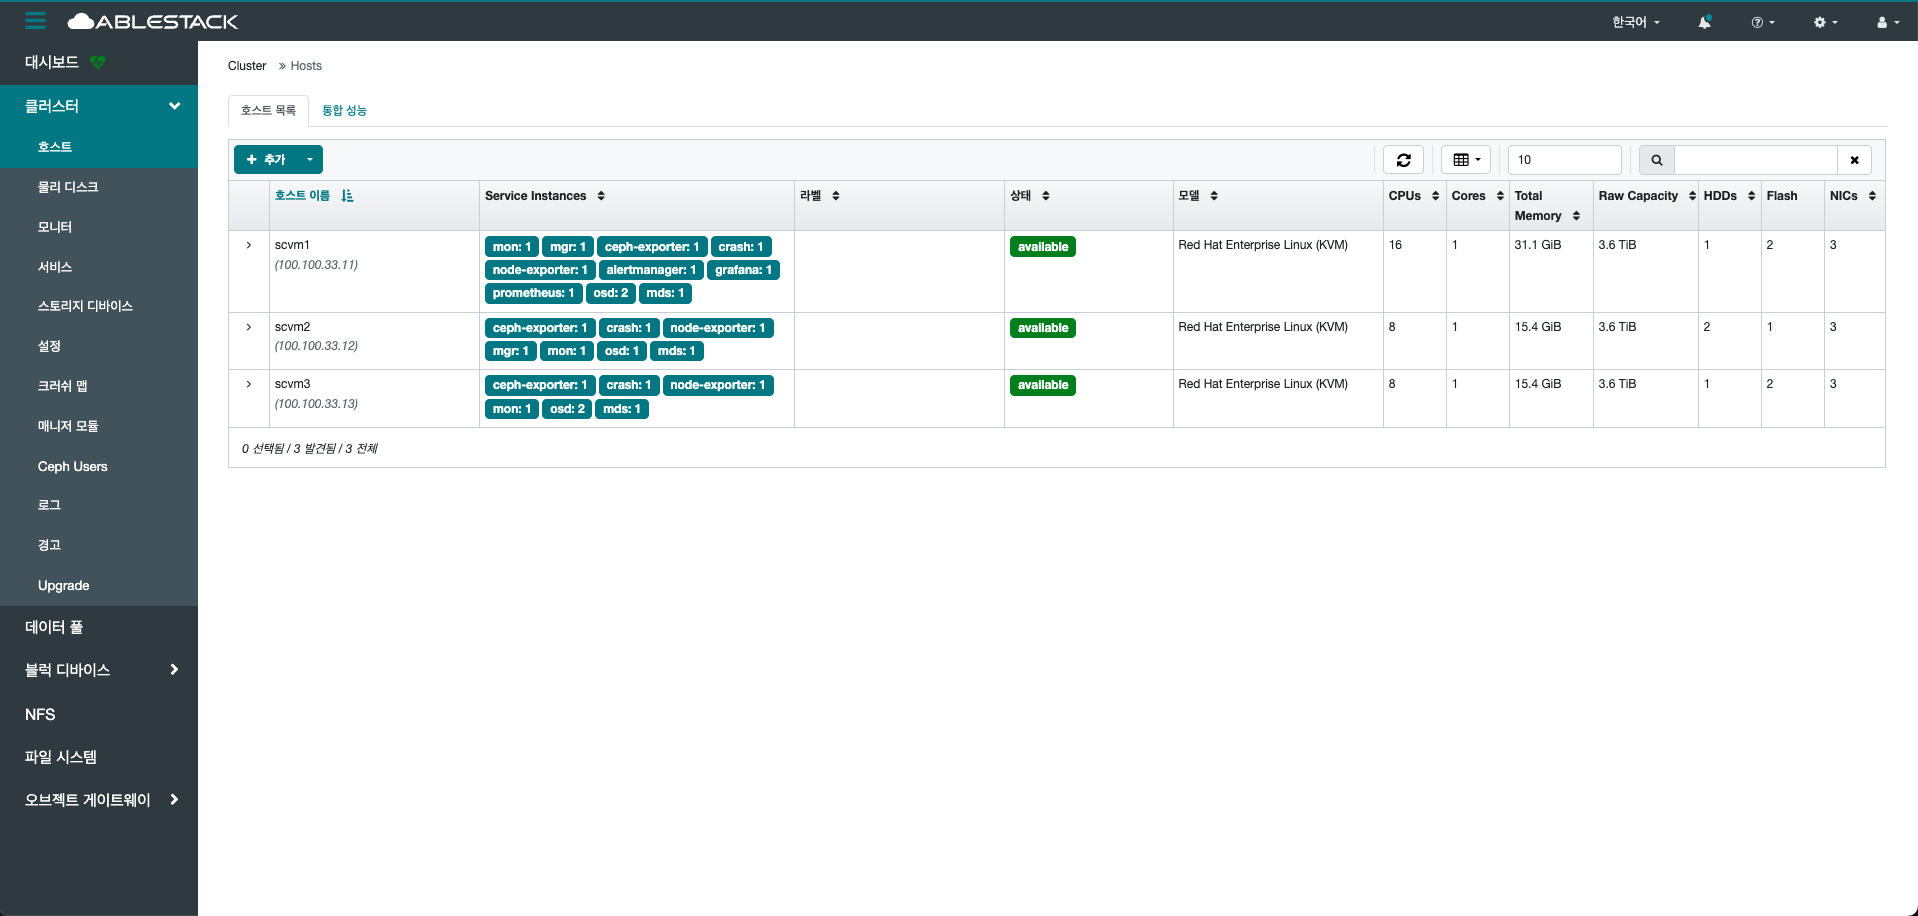 ABLESTACK
한국어
대시보드
클러스터
호스트
물리 디스크
모니터
서비스
스토리지 디바이스
설정
크러쉬 맵
매니저 모듈
Ceph Users
로그
경고
Upgrade
데이터 풀
블럭 디바이스
NFS
파일 시스템
오브젝트 게이트웨이
Cluster » Hosts
호스트 목록 통합 성능
+ 추가 10
호스트 이름 Service Instances 라벨 상태 모델 CPUs Cores Total Memory Raw Capacity HDDs Flash NICs
scvm1 mon: 1 mgr: 1 ceph-exporter: 1 crash: 1 available Red Hat Enterprise Linux (KVM) 16 1 31.1 GiB 3.6 TiB 1 2 3
(100.100.33.11) node-exporter: 1 alertmanager: 1 grafana: 1
prometheus: 1 osd: 2 mds: 1
scvm2 ceph-exporter: 1 crash: 1 node-exporter: 1 available Red Hat Enterprise Linux (KVM) 8 1 15.4 GiB 3.6 TiB 2 1 3
(100.100.33.12) mgr: 1 mon: 1 osd: 1 mds: 1
scvm3 ceph-exporter: 1 crash: 1 node-exporter: 1 available Red Hat Enterprise Linux (KVM) 8 1 15.4 GiB 3.6 TiB 1 2 3
(100.100.33.13) mon: 1 osd: 2 mds: 1
0 선택됨 / 3 발견됨 / 3 전체